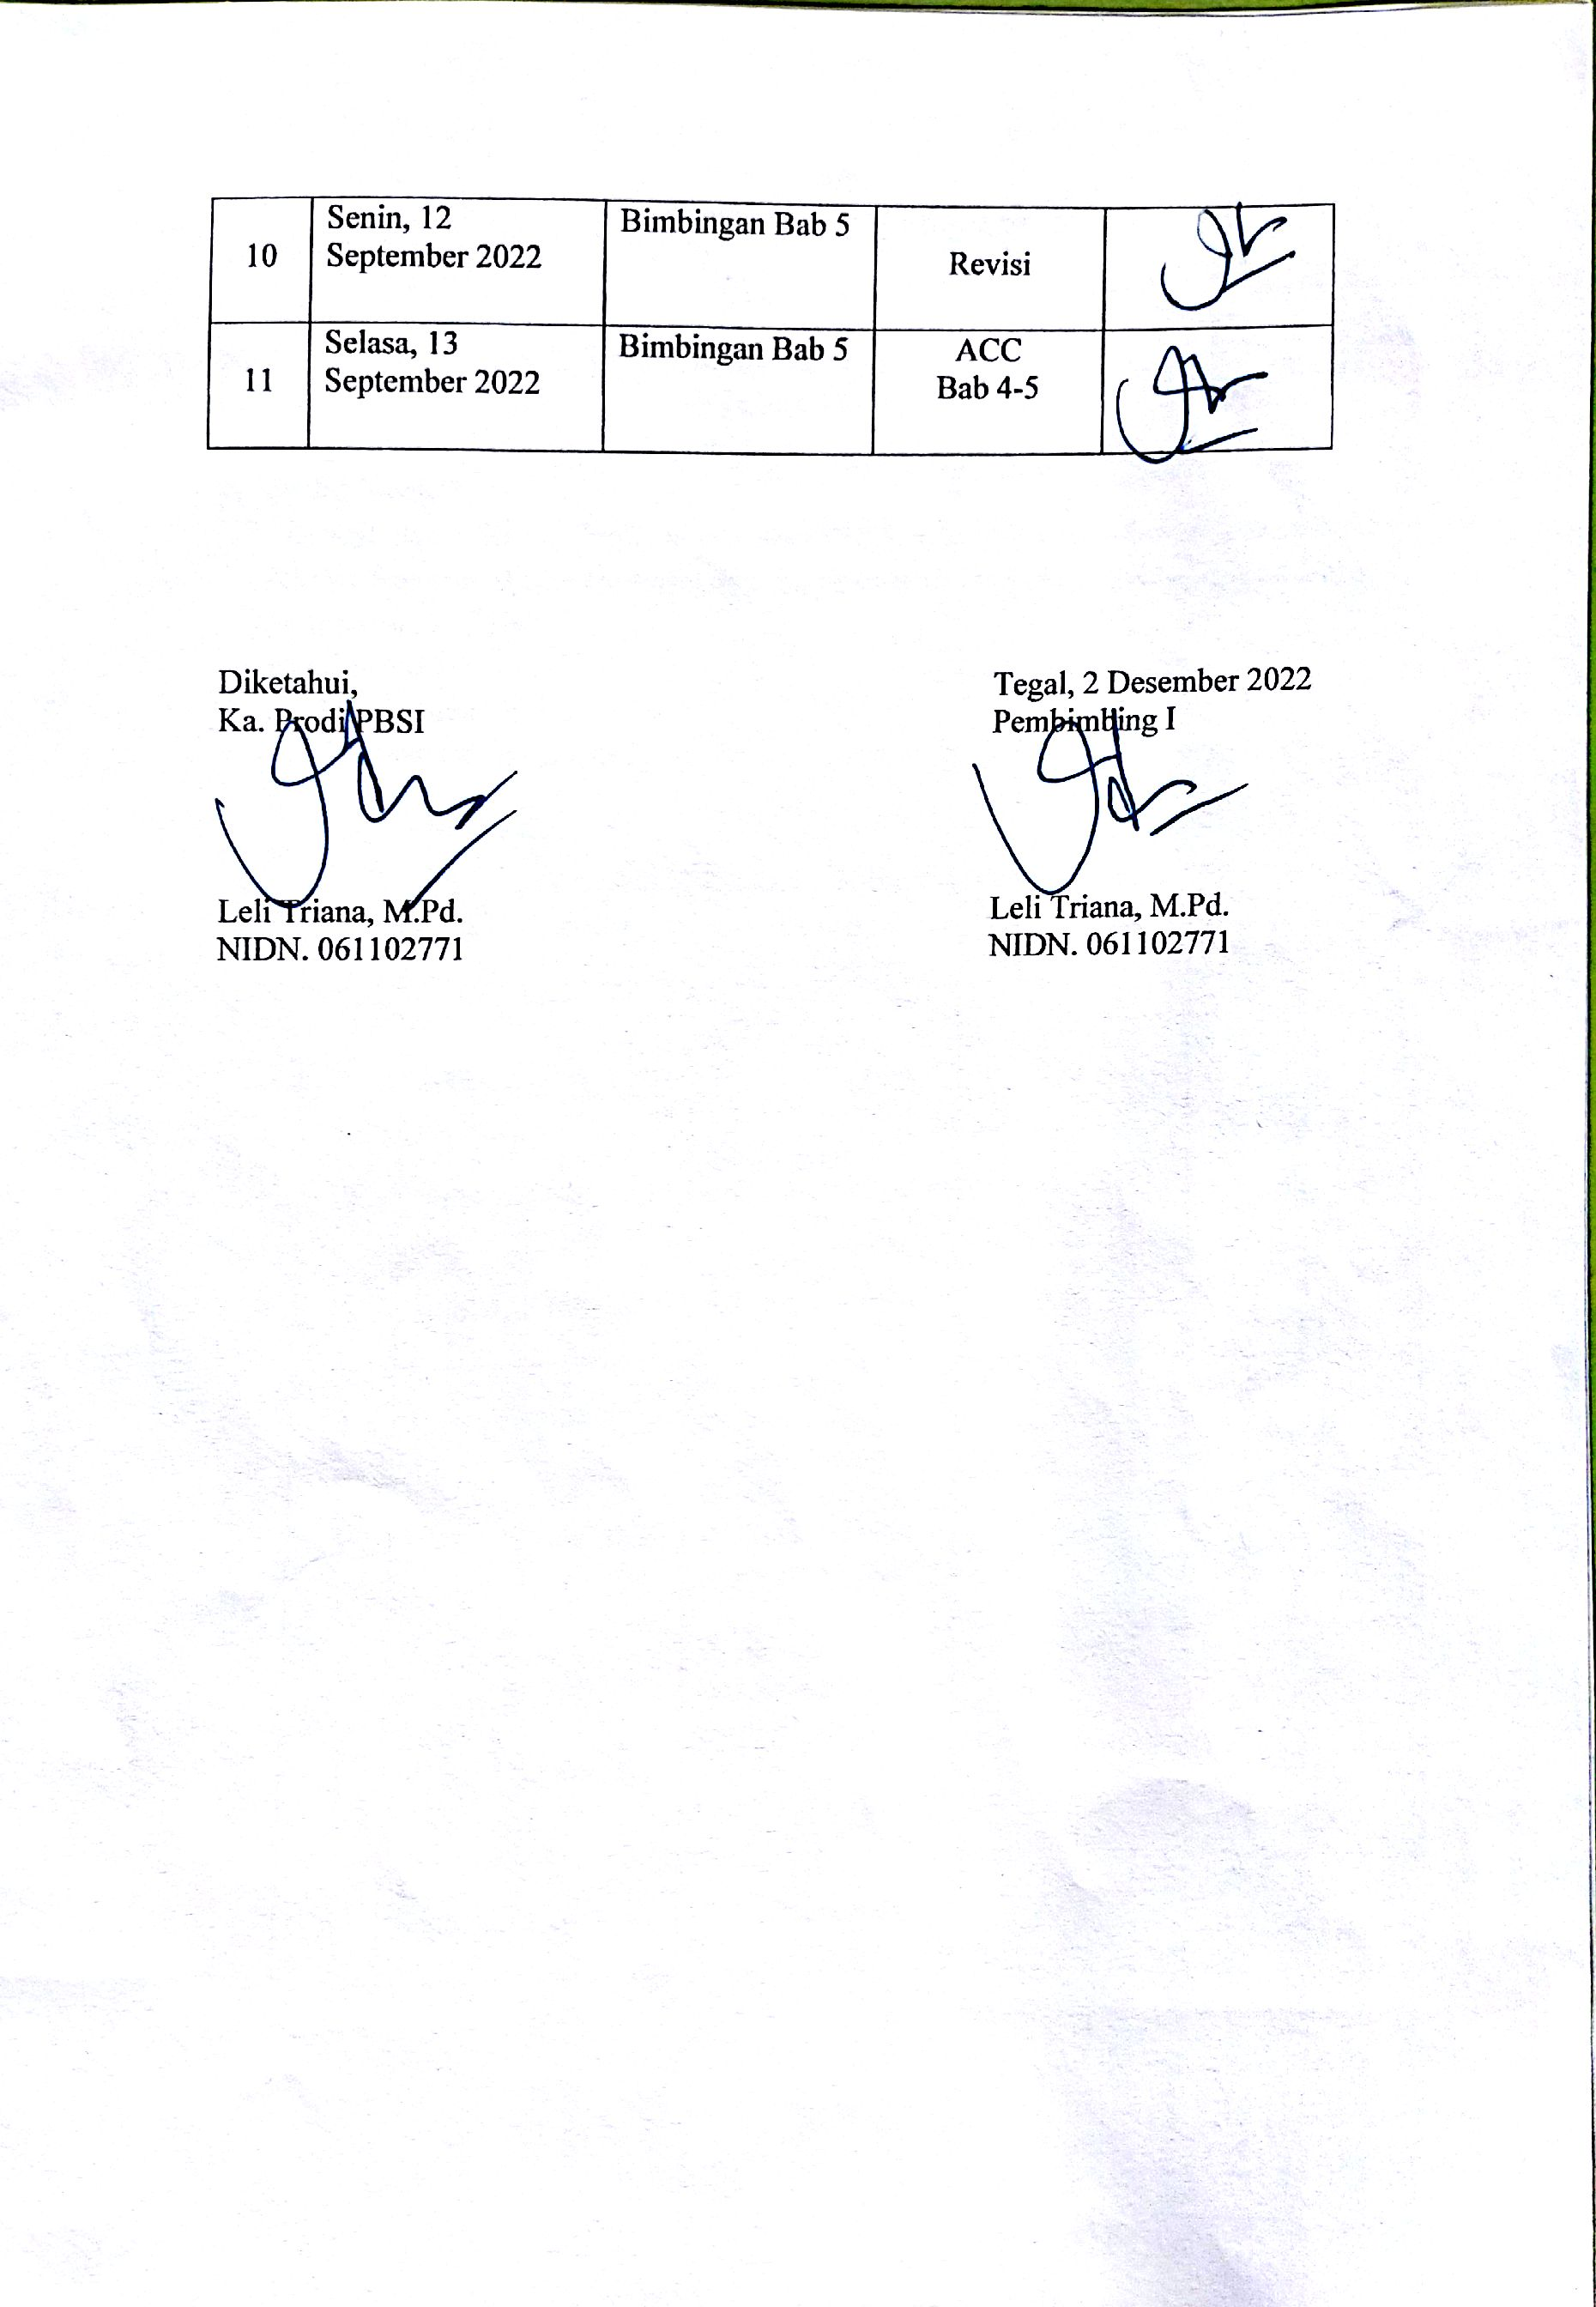 10
Senin, 12
September 2022
Bimbingan Bab 5
Revisi
11
Selasa, 13
September 2022
Bimbingan Bab 5
ACC
Bab 4-5
Diketahui,
Ka. Prodi PBSI
Leli Triana, M.Pd.
NIDN. 061102771
Tegal, 2 Desember 2022
Pembimbing I
Leli Triana, M.Pd.
NIDN. 061102771